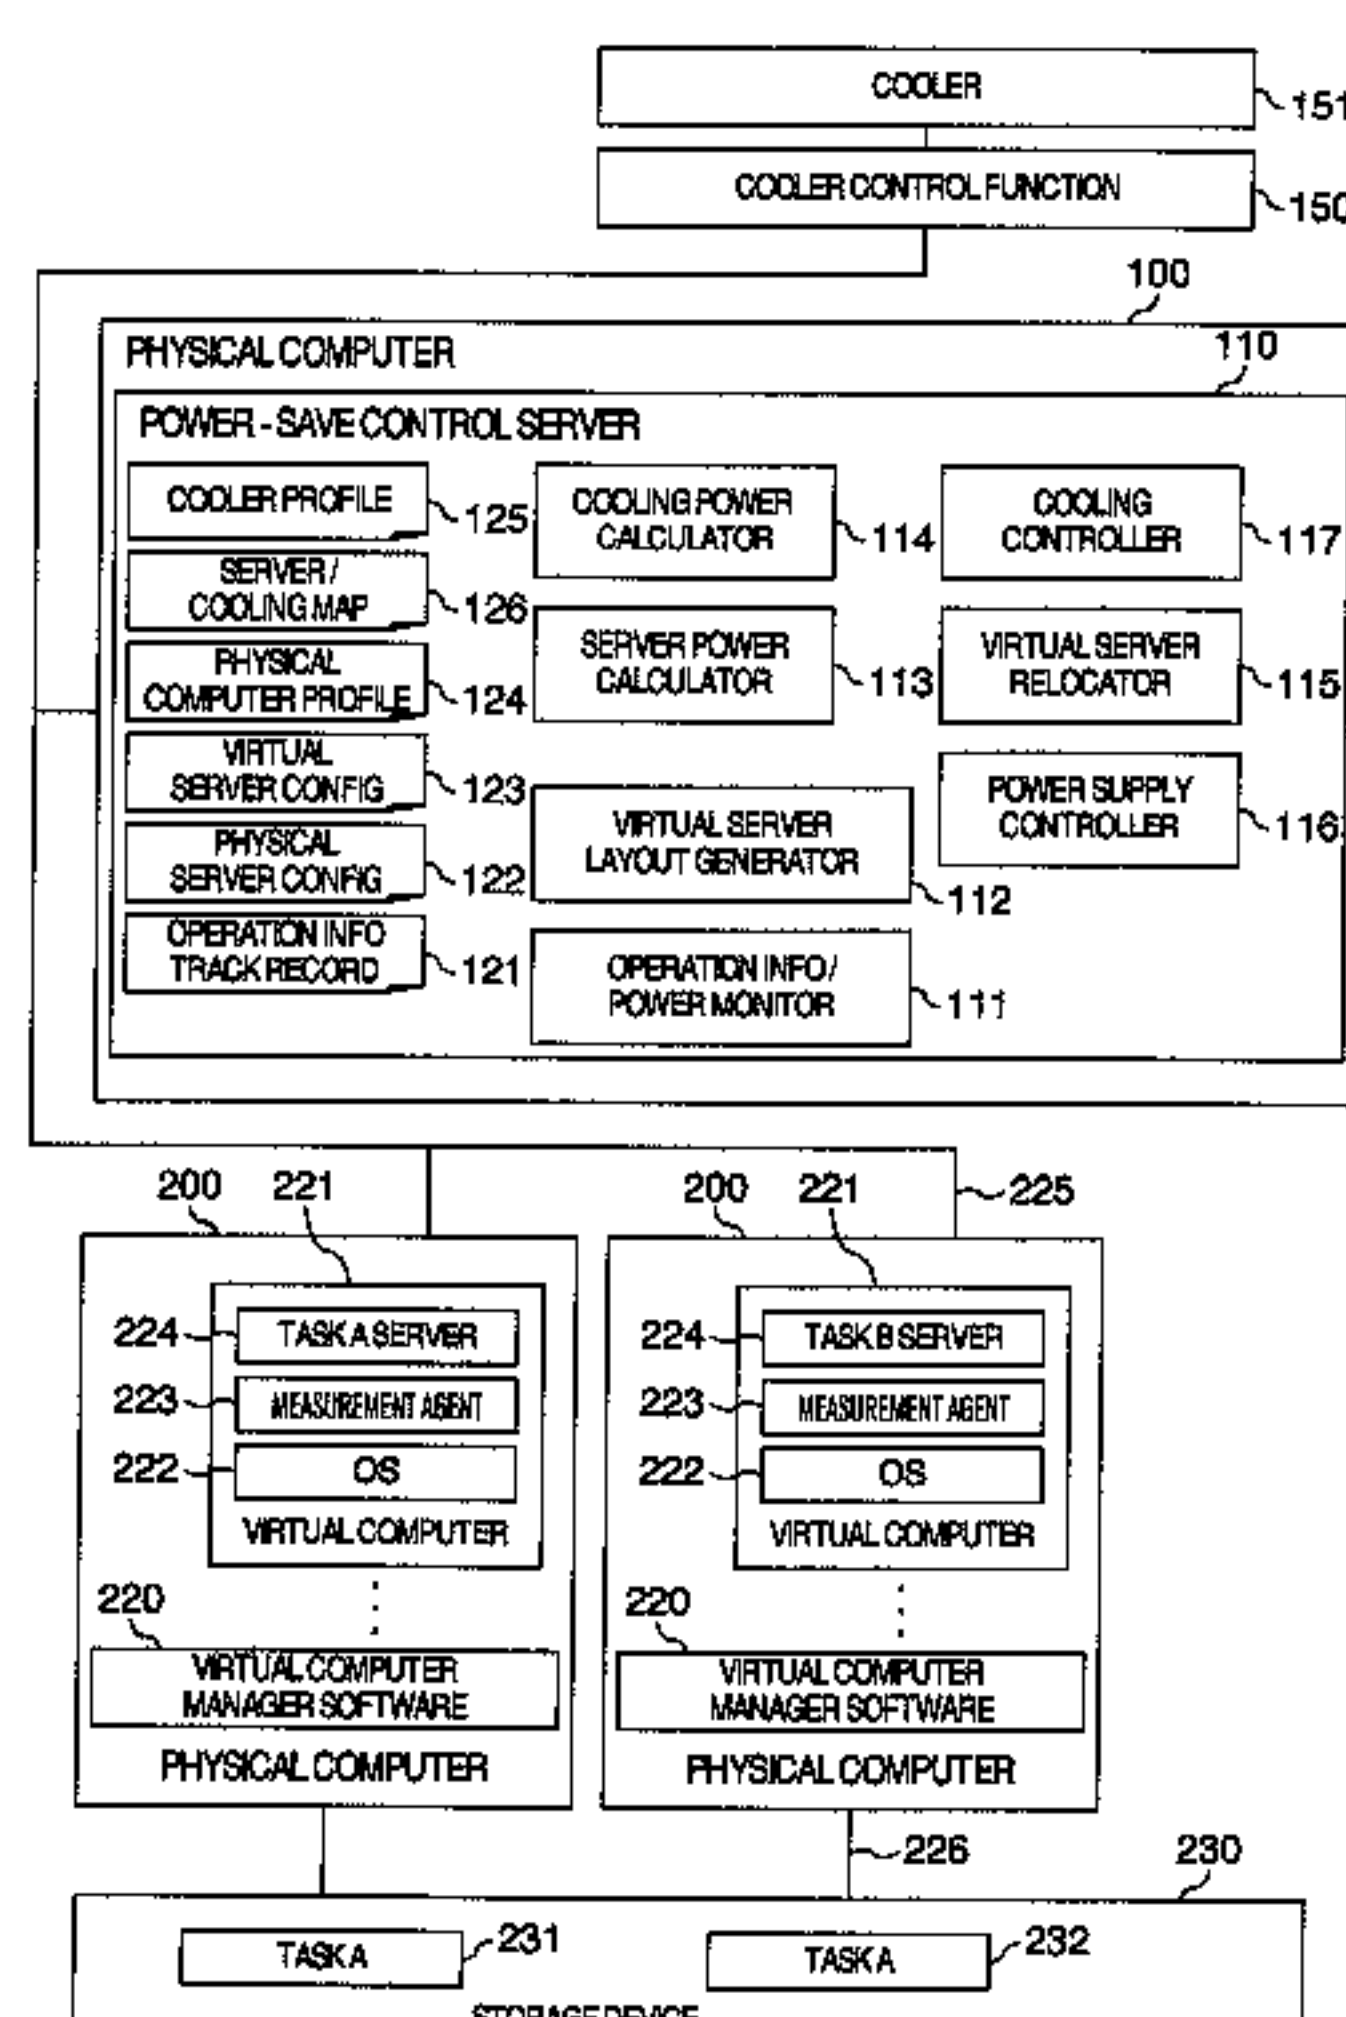 COOLER
151
COOLER CONTROL FUNCTION
150
100
PHYSICAL COMPUTER
110
POWER-SAVE CONTROL SERVER
COOLER PROFILE
125
COOLING POWER
CALCULATOR
114
COOLING
CONTROLLER
117
SERVER /
COOLING MAP
126
SERVER POWER
CALCULATOR
113
VIRTUAL SERVER
RELOCATOR
115
PHYSICAL
COMPUTER PROFILE
124
VIRTUAL
SERVER CONFIG
123
VIRTUAL SERVER
LAYOUT GENERATOR
112
POWER SUPPLY
CONTROLLER
116
PHYSICAL
SERVER CONFIG
122
OPERATION INFO
TRACK RECORD
121
OPERATION INFO /
POWER MONITOR
111
200
221
200
221
225
224
TASK A SERVER
224
TASK B SERVER
223
MEASUREMENT AGENT
223
MEASUREMENT AGENT
222
OS
222
OS
VIRTUAL COMPUTER
VIRTUAL COMPUTER
220
VIRTUAL COMPUTER
MANAGER SOFTWARE
220
VIRTUAL COMPUTER
MANAGER SOFTWARE
PHYSICAL COMPUTER
PHYSICAL COMPUTER
226
230
TASK A
231
TASK A
232
STORAGE DEVICE